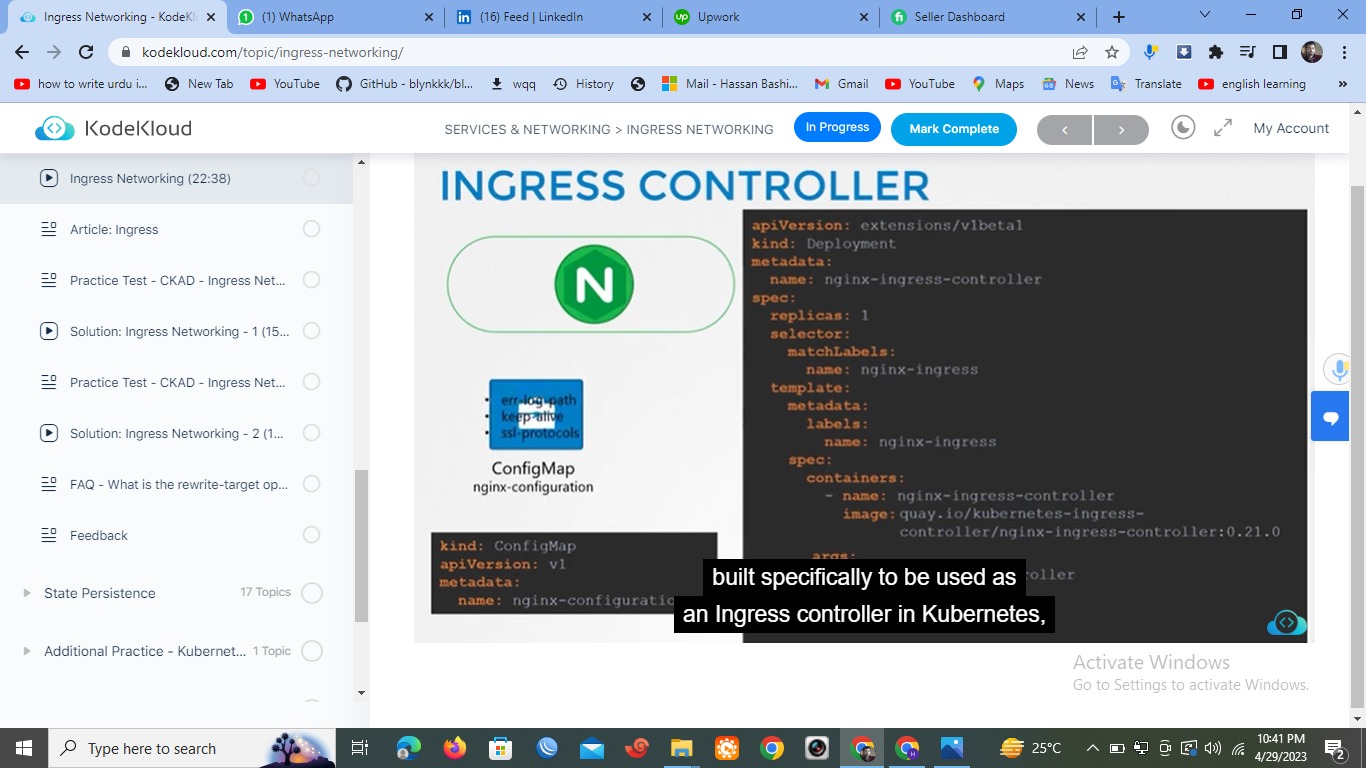 Ingress Networking - KodeKl
(1) WhatsApp
(16) Feed | LinkedIn
Upwork
Seller Dashboard
kodekloud.com/topic/ingress-networking/
how to write urdu i...
New Tab
YouTube
GitHub - blynkkk/bl...
wqq
History
Mail - Hassan Bashi...
Gmail
YouTube
Maps
News
Translate
english learning
KodeKloud
SERVICES & NETWORKING > INGRESS NETWORKING
In Progress
Mark Complete
My Account
Ingress Networking (22:38)
Article: Ingress
Practice Test - CKAD - Ingress Net...
Solution: Ingress Networking - 1 (15...
Practice Test - CKAD - Ingress Net...
Solution: Ingress Networking - 2 (1...
FAQ - What is the rewrite-target op...
Feedback
State Persistence
17 Topics
Additional Practice - Kubernet...
1 Topic
INGRESS CONTROLLER
N
• err-log-path
• keep-alive
• ssl-protocols
ConfigMap
nginx-configuration
kind: ConfigMap
apiVersion: v1
metadata:
name: nginx-configuratio
apiVersion: extensions/v1beta1
kind: Deployment
metadata:
name: nginx-ingress-controller
spec:
replicas: 1
selector:
matchLabels:
name: nginx-ingress
template:
metadata:
labels:
name: nginx-ingress
spec:
containers:
- name: nginx-ingress-controller
image: quay.io/kubernetes-ingress-
controller/nginx-ingress-controller:0.21.0
args:
roller
built specifically to be used as
an Ingress controller in Kubernetes,
Activate Windows
Go to Settings to activate Windows.
Type here to search
25°C
10:41 PM
4/29/2023
2